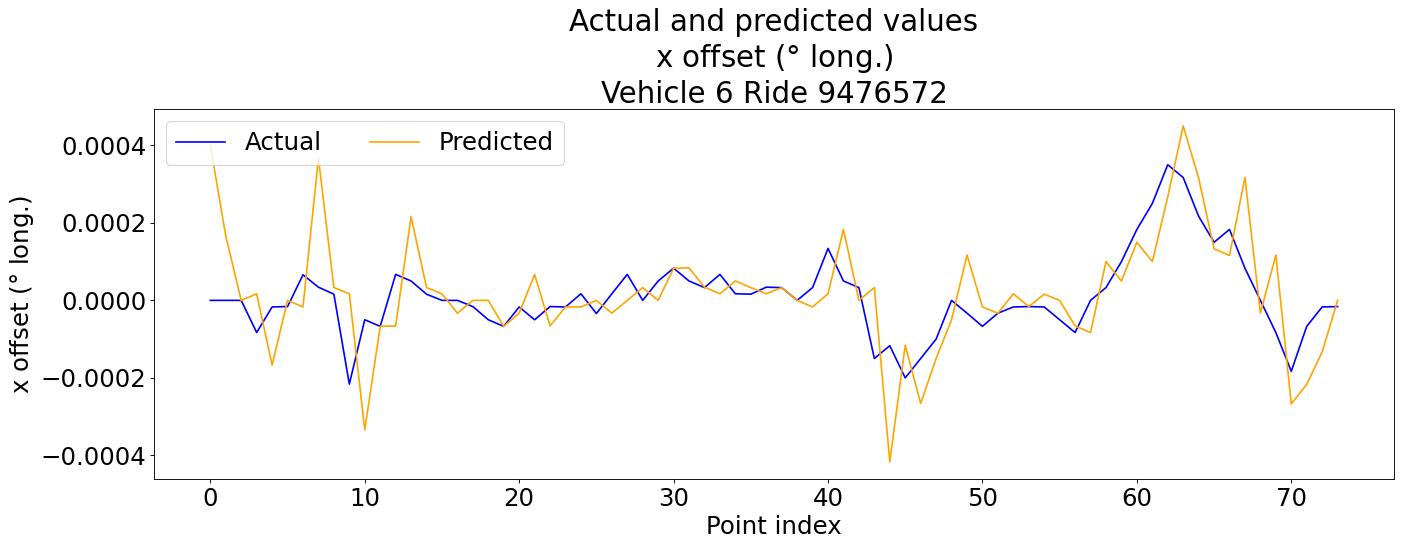 Actual and predicted values
x offset (° long.)
Vehicle 6 Ride 9476572
Actual
Predicted
x offset (° long.)
0.0004
0.0002
0.0000
−0.0002
−0.0004
0 10 20 30 40 50 60 70
Point index